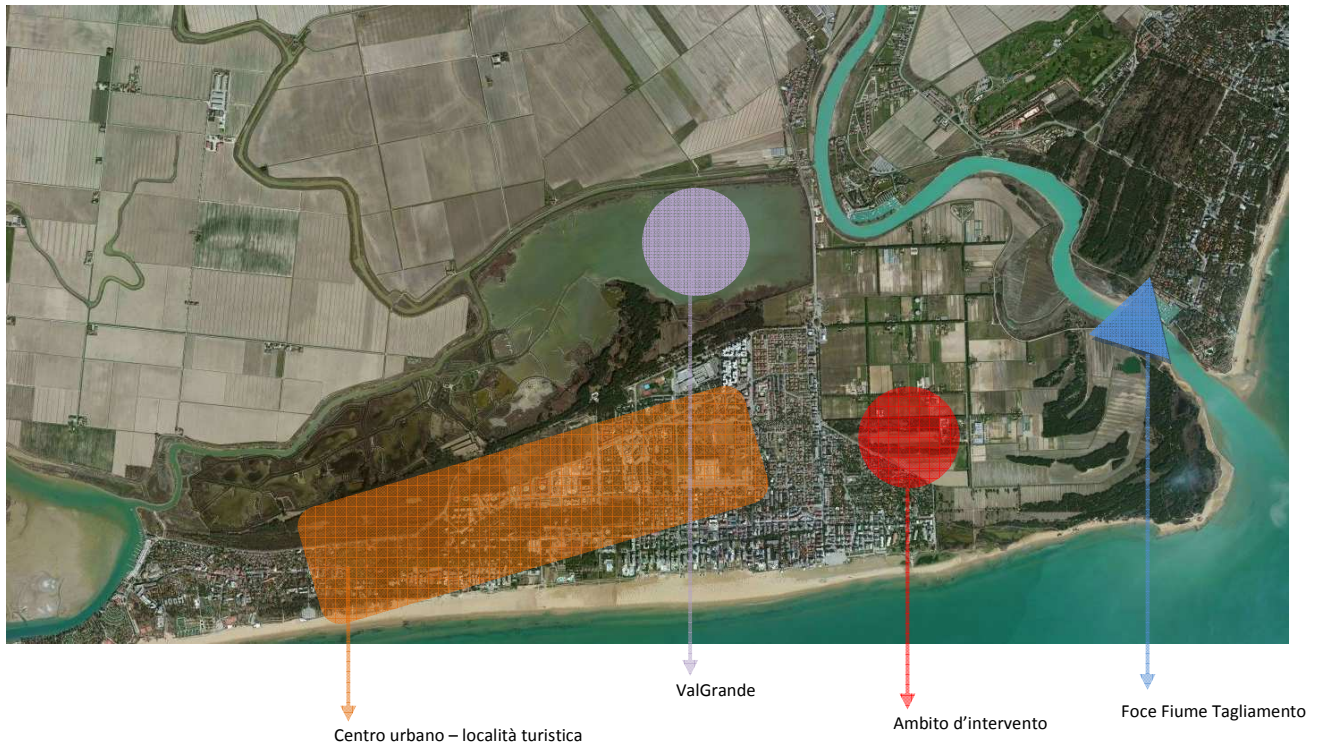 ValGrande
Ambito d’intervento
Foce Fiume Tagliamento
Centro urbano – località turistica